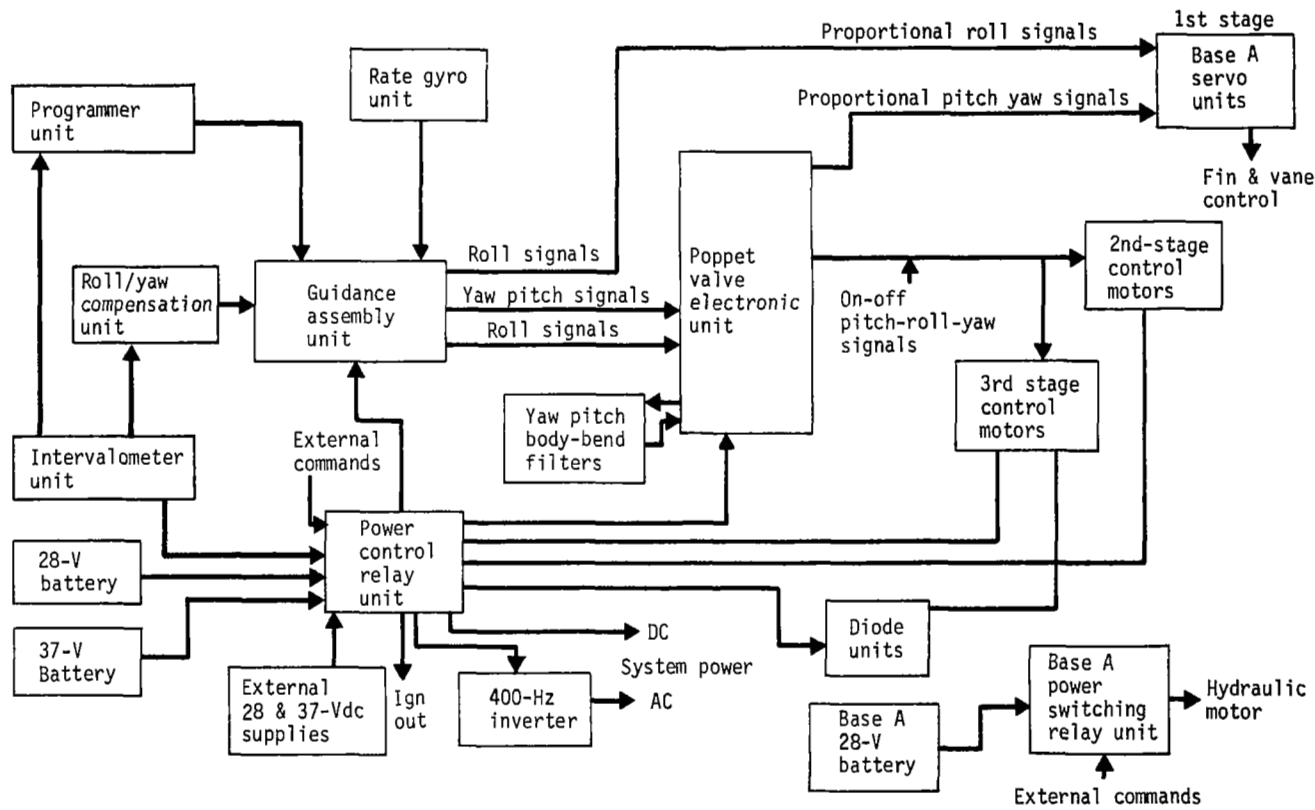 1st stage
Proportional roll signals
Base A
servo
units
Rate gyro
unit
Programmer
unit
Proportional pitch yaw signals
Fin & vane
control
Roll signals
Poppet
valve
electronic
unit
2nd-stage
control
motors
Roll/yaw
compensation
unit
Guidance
assembly
unit
Yaw pitch signals
Roll signals
On-off
pitch-roll-yaw
signals
3rd stage
control
motors
Yaw pitch
body-bend
filters
External
commands
Intervalometer
unit
Power
control
relay
unit
28-V
battery
37-V
Battery
DC
System power
AC
Diode
units
External
28 & 37-Vdc
supplies
Ign
out
400-Hz
inverter
Base A
power
switching
relay unit
Hydraulic
motor
Base A
28-V
battery
External commands